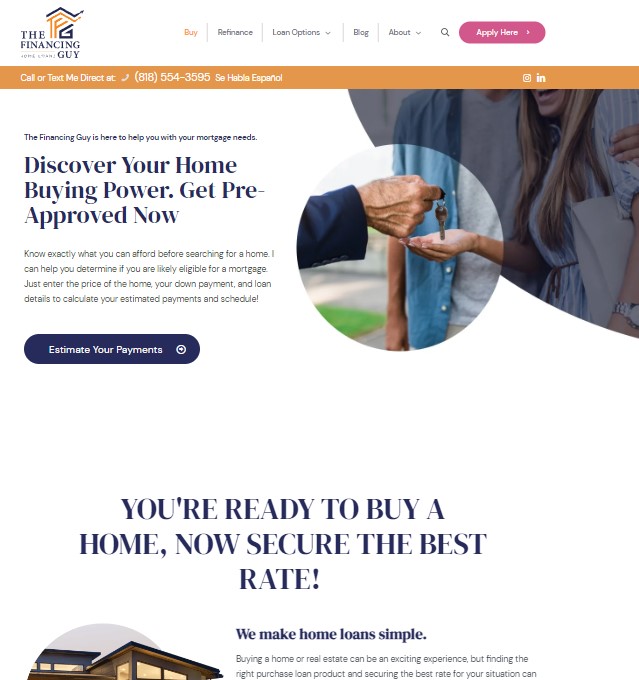 THE
FINANCING
HOME LOANS GUY
Buy
Refinance
Loan Options
Blog
About
Apply Here
Call or Text Me Direct at: (818) 554-3595 Se Habla Español
The Financing Guy is here to help you with your mortgage needs.
Discover Your Home
Buying Power. Get Pre-
Approved Now
Know exactly what you can afford before searching for a home. I
can help you determine if you are likely eligible for a mortgage.
Just enter the price of the home, your down payment, and loan
details to calculate your estimated payments and schedule!
Estimate Your Payments
YOU'RE READY TO BUY A
HOME, NOW SECURE THE BEST
RATE!
We make home loans simple.
Buying a home or real estate can be an exciting experience, but finding the
right purchase loan product and securing the best rate for your situation can